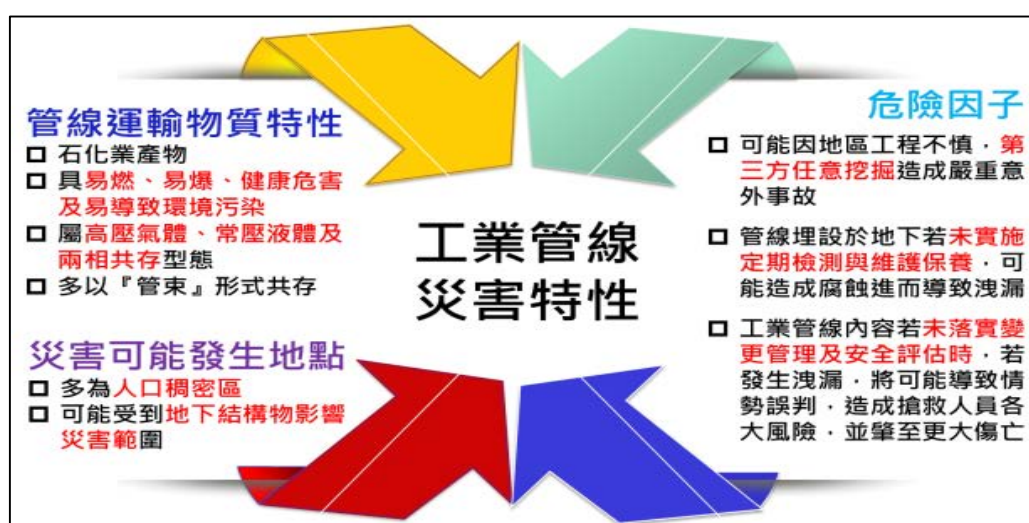 管線運輸物質特性
石化業產物
具易燃、易爆、健康危害
及易導致環境污染
屬高壓氣體、常壓液體及
兩相共存型態
多以『管束』形式共存
災害可能發生地點
多為人口稠密區
可能受到地下結構物影響
災害範圍
工業管線
災害特性
危險因子
可能因地區工程不慎，第
三方任意挖掘造成嚴重意
外事故
管線埋設於地下若未實施
定期檢測與維護保養，可
能造成腐蝕進而導致洩漏
工業管線內容若未落實變
更管理及安全評估時，若
發生洩漏，將可能導致情
勢誤判，造成搶救人員各
大風險，並肇至更大傷亡